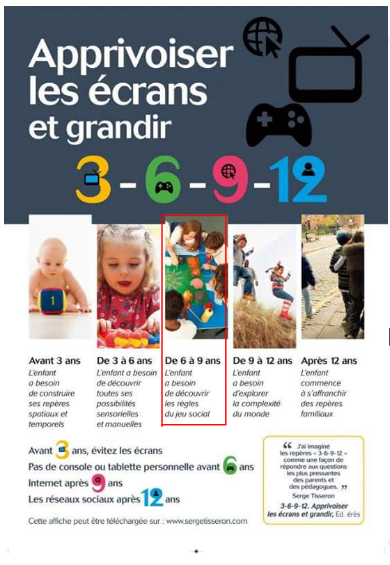 Apprivoiser
les écrans
et grandir
3-6-9-12
1
Avant 3 ans
L'enfant
a besoin
de construire
ses repères
spatiaux et
temporels
De 3 à 6 ans
L'enfant a besoin
de découvrir
toutes ses
possibilités
sensorielles
et manuelles
De 6 à 9 ans
L'enfant
a besoin
de découvrir
les règles
du jeu social
De 9 à 12 ans
L'enfant
a besoin
d'explorer
la complexité
du monde
Après 12 ans
L'enfant
commence
à s'affranchir
des repères
familiaux
Avant 3 ans, évitez les écrans
Pas de console ou tablette personnelle avant 6 ans
Internet après 9 ans
Les réseaux sociaux après 12 ans
Cette affiche peut être téléchargée sur : www.sergetisseron.com
“ J'ai imaginé
les repères « 3-6-9-12 »
comme une façon de
répondre aux questions
les plus pressantes
des parents et
des pédagogues. ”
Serge Tisseron
3-6-9-12. Apprivoiser
les écrans et grandir, Ed. érès